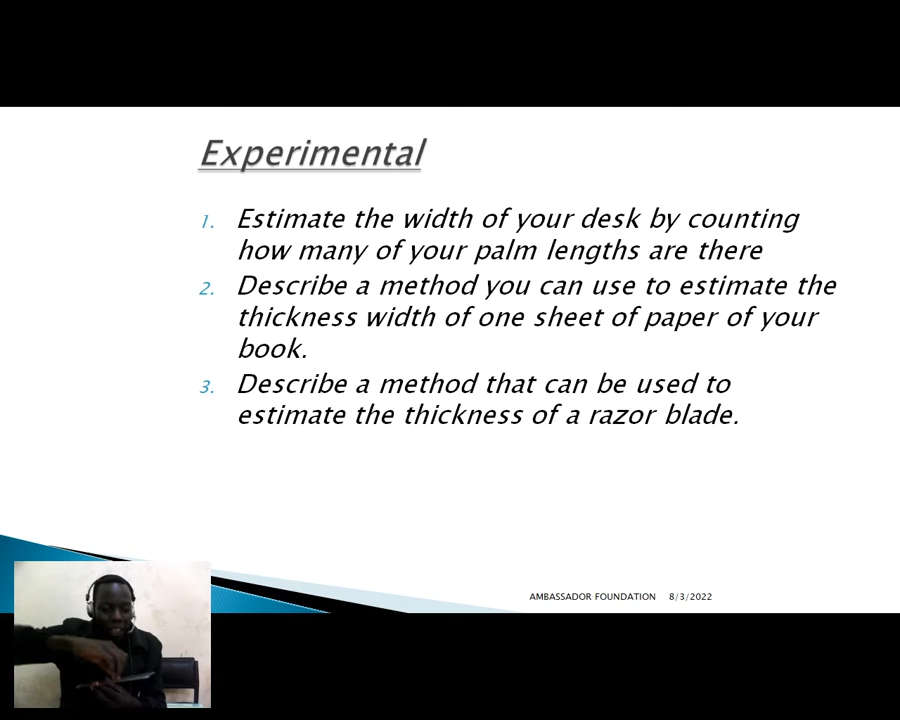 Experimental
1. Estimate the width of your desk by counting
how many of your palm lengths are there
2. Describe a method you can use to estimate the
thickness width of one sheet of paper of your
book.
3. Describe a method that can be used to
estimate the thickness of a razor blade.
AMBASSADOR FOUNDATION 8/3/2022